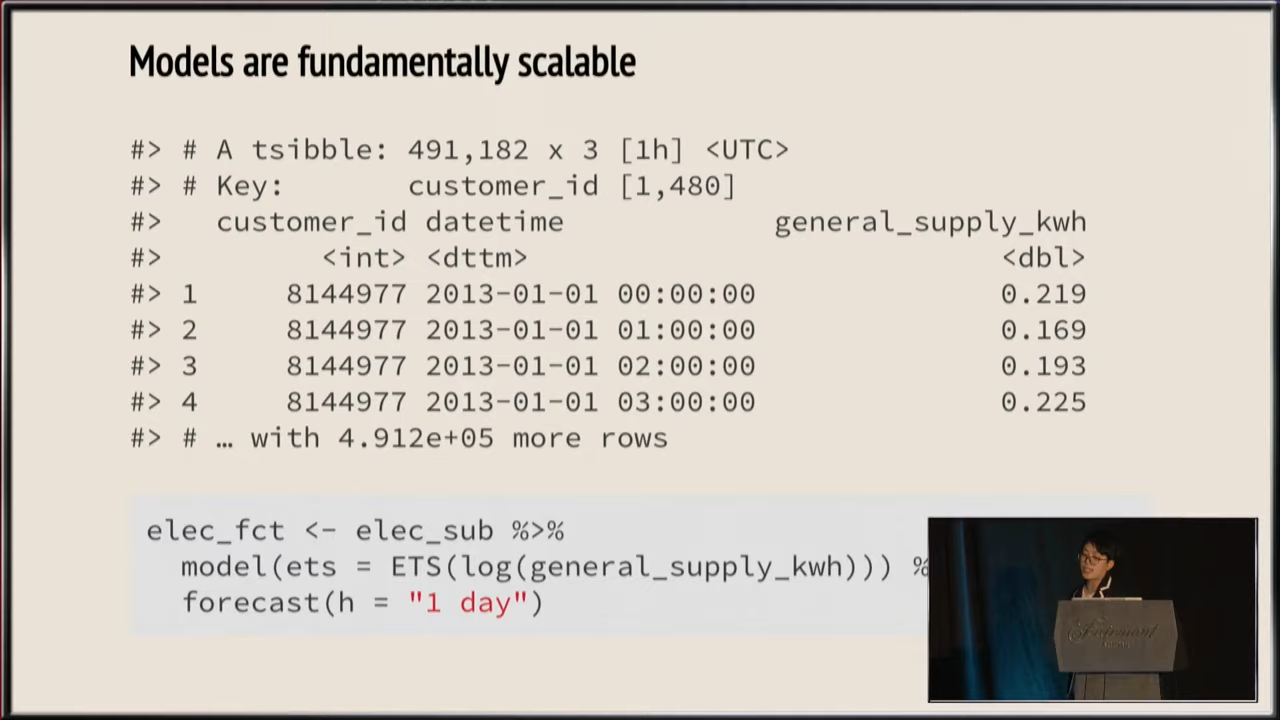 Models are fundamentally scalable
#> # A tsibble: 491,182 x 3 [1h] <UTC>
#> # Key:       customer_id [1,480]
#>   customer_id datetime            general_supply_kwh
#>         <int> <dttm>                           <dbl>
#> 1     8144977 2013-01-01 00:00:00              0.219
#> 2     8144977 2013-01-01 01:00:00              0.169
#> 3     8144977 2013-01-01 02:00:00              0.193
#> 4     8144977 2013-01-01 03:00:00              0.225
#> # … with 4.912e+05 more rows
elec_fct <- elec_sub %>%
  model(ets = ETS(log(general_supply_kwh))) %
  forecast(h = "1 day")
Fairmont